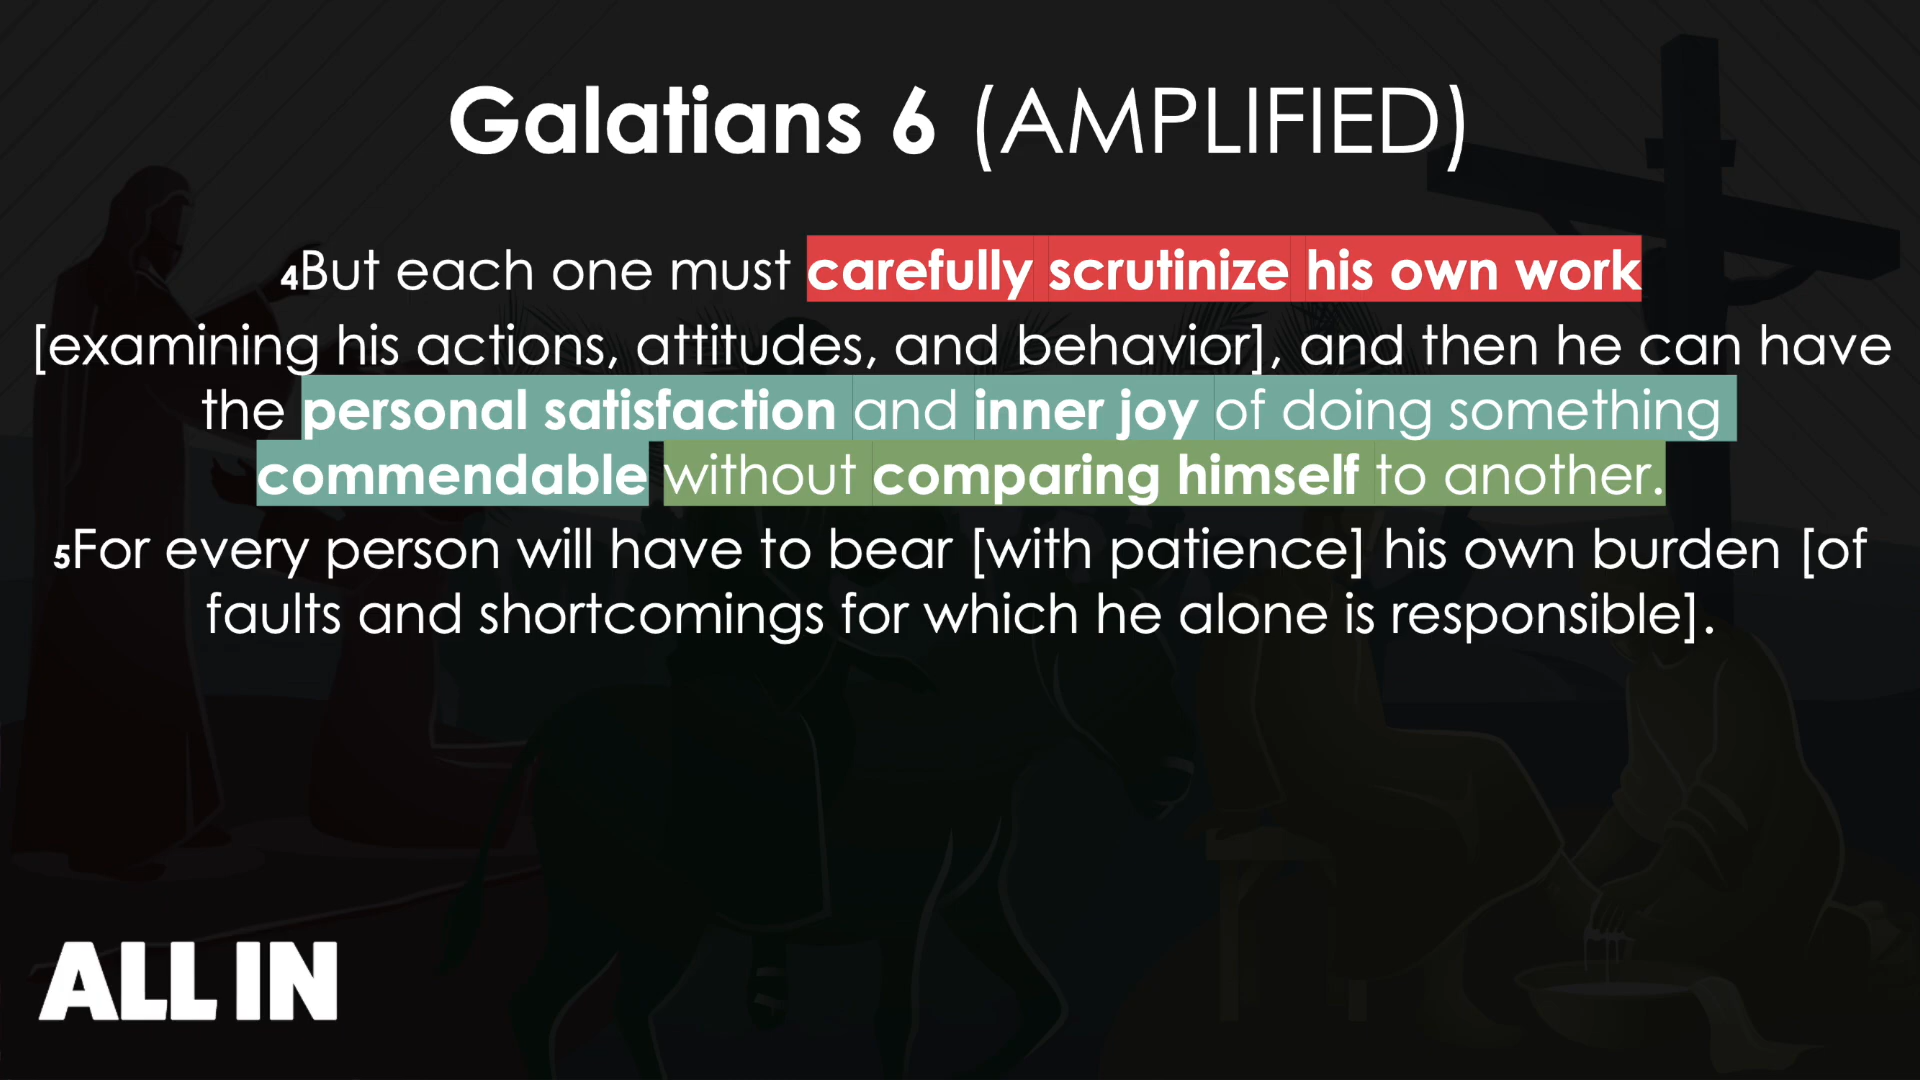 Galatians 6 (AMPLIFIED)
4But each one must carefully scrutinize his own work
[examining his actions, attitudes, and behavior], and then he can have
the personal satisfaction and inner joy of doing something
commendable without comparing himself to another.
5For every person will have to bear [with patience] his own burden [of
faults and shortcomings for which he alone is responsible].
ALL IN